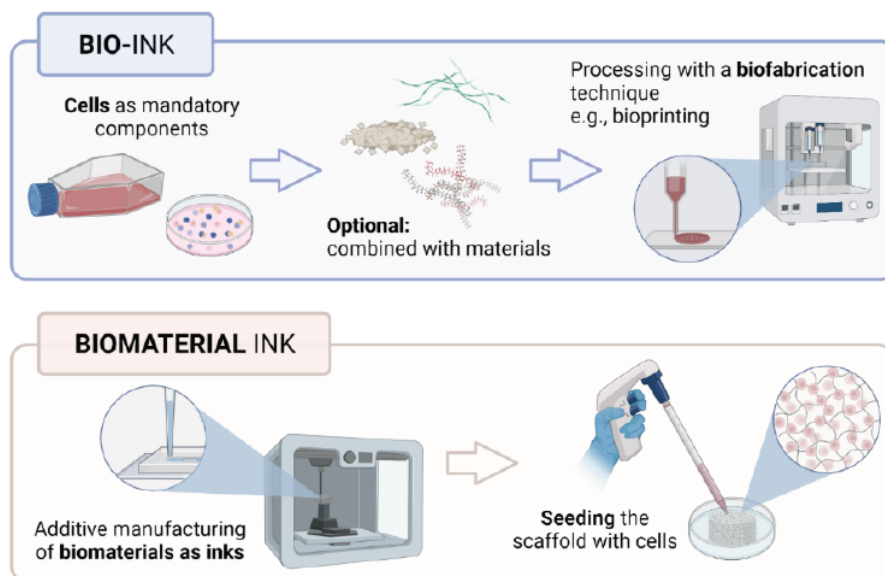 BIO-INK
Cells as mandatory
components
Optional:
combined with materials
Processing with a biofabrication
technique
e.g., bioprinting
BIOMATERIAL INK
Additive manufacturing
of biomaterials as inks
Seeding the
scaffold with cells